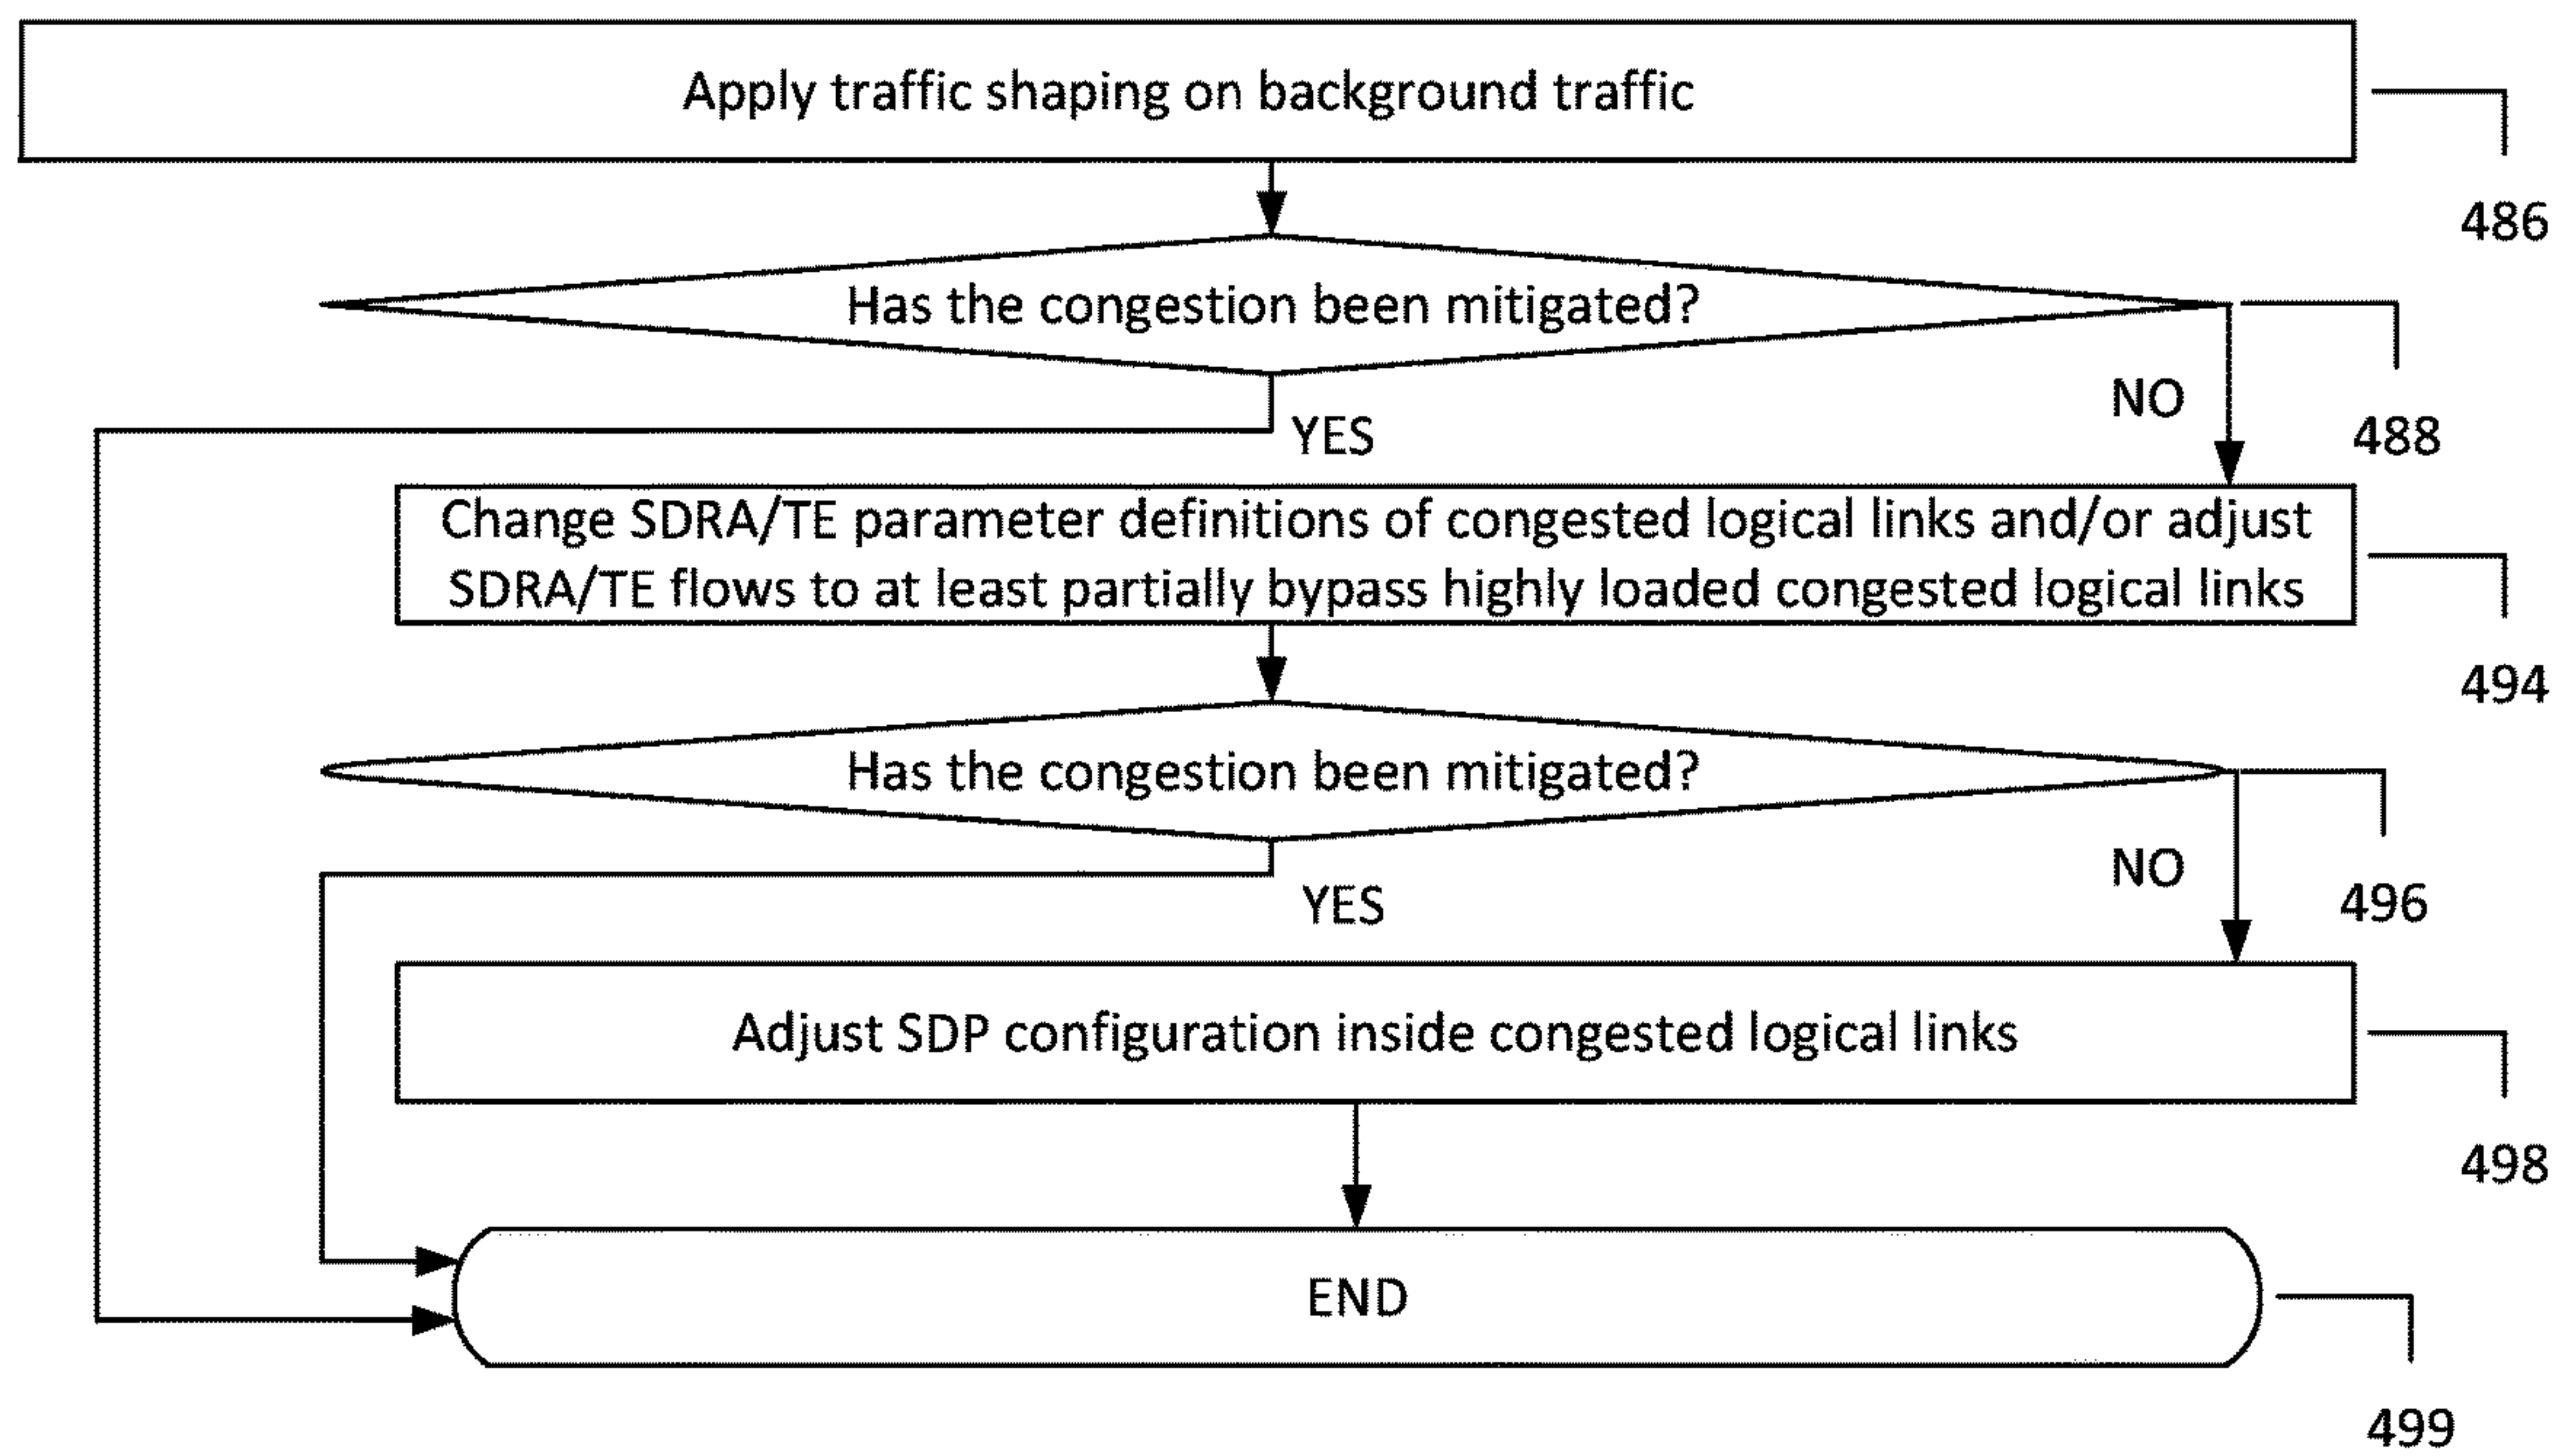 Apply traffic shaping on background traffic
486
Has the congestion been mitigated?
NO
488
YES
Change SDRA/TE parameter definitions of congested logical links and/or adjust
SDRA/TE flows to at least partially bypass highly loaded congested logical links
494
Has the congestion been mitigated?
NO
496
YES
Adjust SDP configuration inside congested logical links
498
END
499